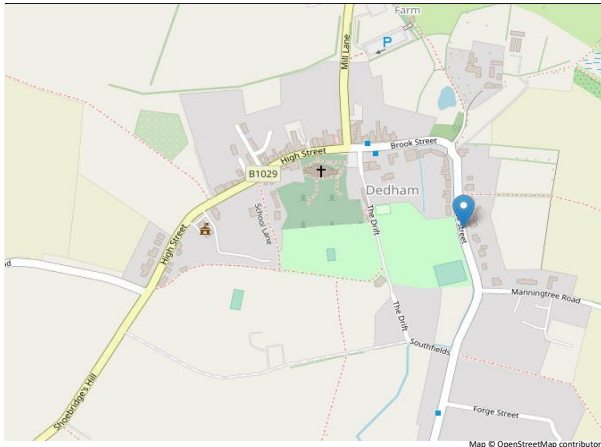 Farm
P
Mill Lane
Brook Street
High Street
B1029
Dedham
School Lane
The Drift
Street
High Street
Manningtree Road
The Drift
Southfields
Shoebridge's Hill
Forge Street
Map © OpenStreetMap contributor